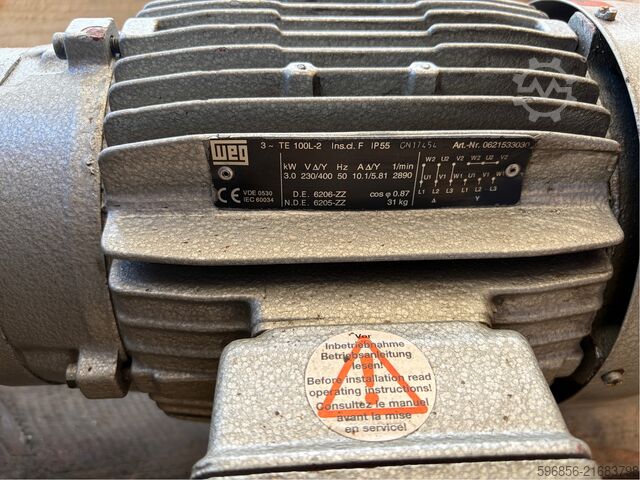 WEG 3~ TE 100L-2 Ins.cl. F IP55 CN17454 Art.-Nr. 0621533030
kW V Δ/Y Hz A Δ/Y 1/min
3.0 230/400 50 10.1/5.81 2890
CE VDE 0530
IEC 60034
D.E. 6206-ZZ cos φ 0.87
N.D.E. 6205-ZZ 31 kg
W2 U2 V2 W2 U2 V2
U1 V1 W1 U1 V1 W1
L1 L2 L3 L1 L2 L3
Δ Y
Vor
Inbetriebnahme
Betriebsanleitung
lesen!
Before installation read
operating instructions!
Consultez le manuel
avant la mise
en service!
596856-21683798